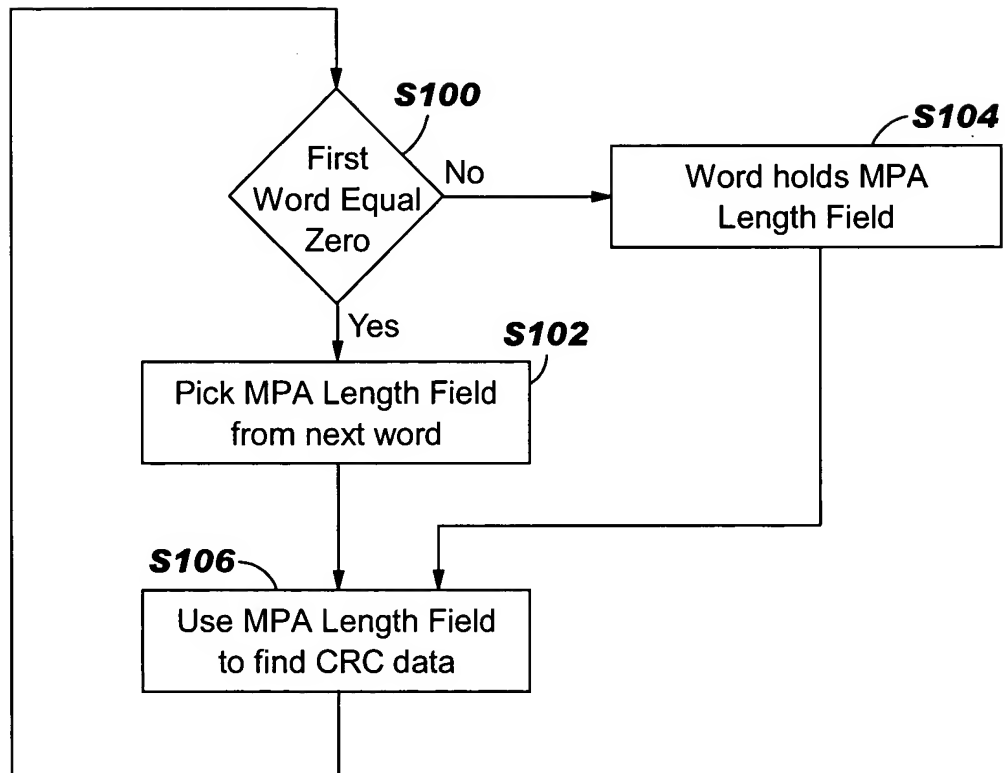 S100
First
Word Equal
Zero
No
S104
Word holds MPA
Length Field
Yes
S102
Pick MPA Length Field
from next word
S106
Use MPA Length Field
to find CRC data